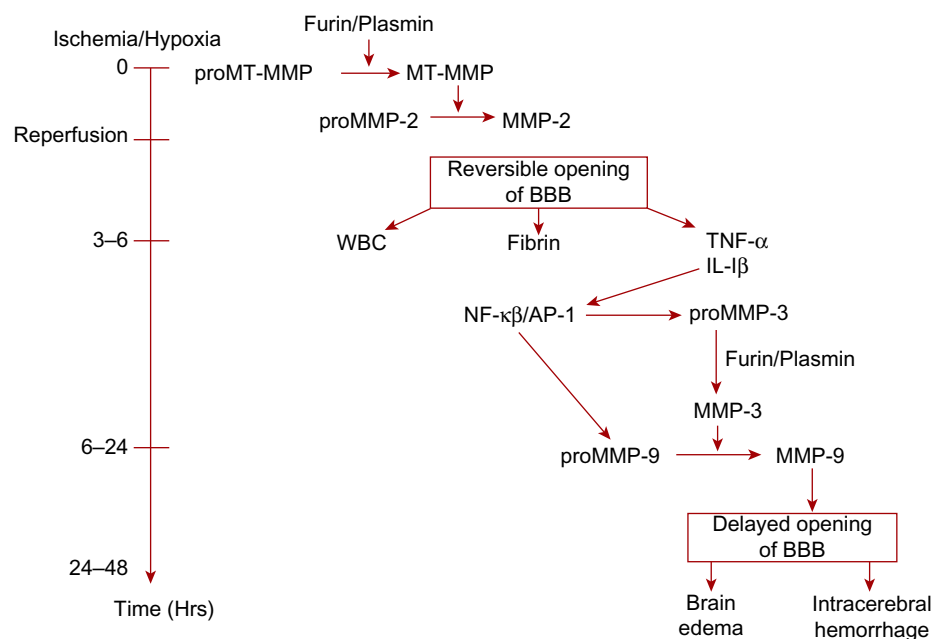 Furin/Plasmin
Ischemia/Hypoxia
0
proMT-MMP
MT-MMP
proMMP-2
MMP-2
Reperfusion
Reversible opening
of BBB
3–6
WBC
Fibrin
TNF-α
IL-Iβ
NF-κβ/AP-1
proMMP-3
Furin/Plasmin
MMP-3
6–24
proMMP-9
MMP-9
Delayed opening
of BBB
24–48
Time (Hrs)
Brain
edema
Intracerebral
hemorrhage